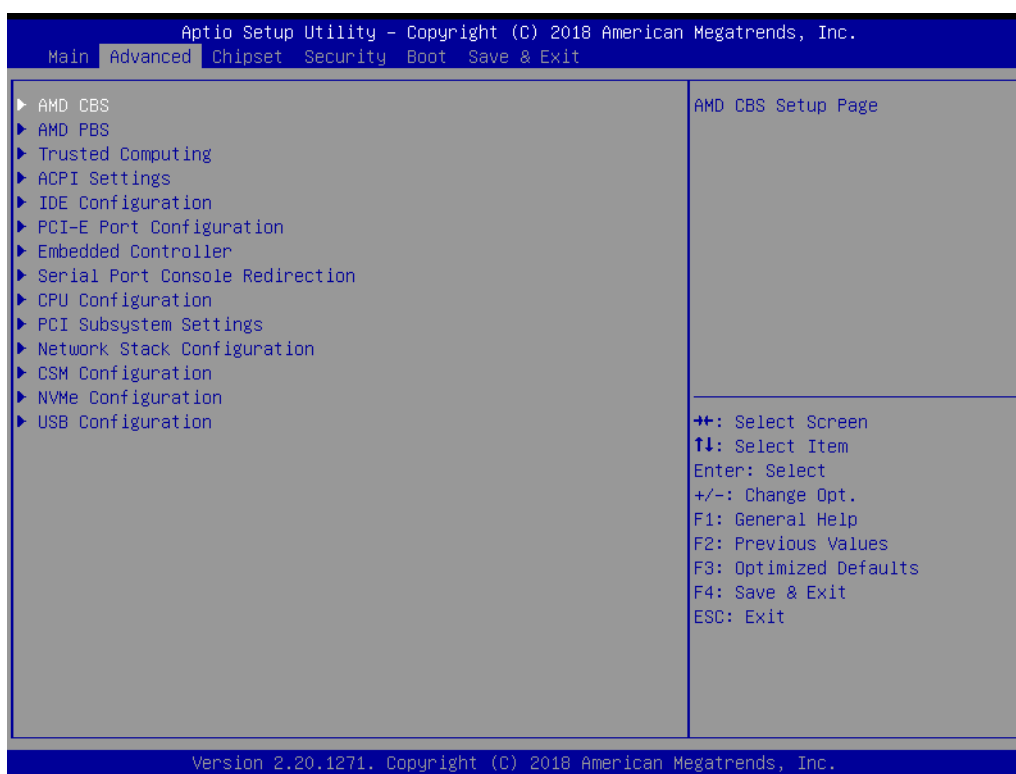 Aptio Setup Utility – Copyright (C) 2018 American Megatrends, Inc.
Main Advanced Chipset Security Boot Save & Exit
▶ AMD CBS
▶ AMD PBS
▶ Trusted Computing
▶ ACPI Settings
▶ IDE Configuration
▶ PCI-E Port Configuration
▶ Embedded Controller
▶ Serial Port Console Redirection
▶ CPU Configuration
▶ PCI Subsystem Settings
▶ Network Stack Configuration
▶ CSM Configuration
▶ NVMe Configuration
▶ USB Configuration
AMD CBS Setup Page
→←: Select Screen
↑↓: Select Item
Enter: Select
+/-: Change Opt.
F1: General Help
F2: Previous Values
F3: Optimized Defaults
F4: Save & Exit
ESC: Exit
Version 2.20.1271. Copyright (C) 2018 American Megatrends, Inc.